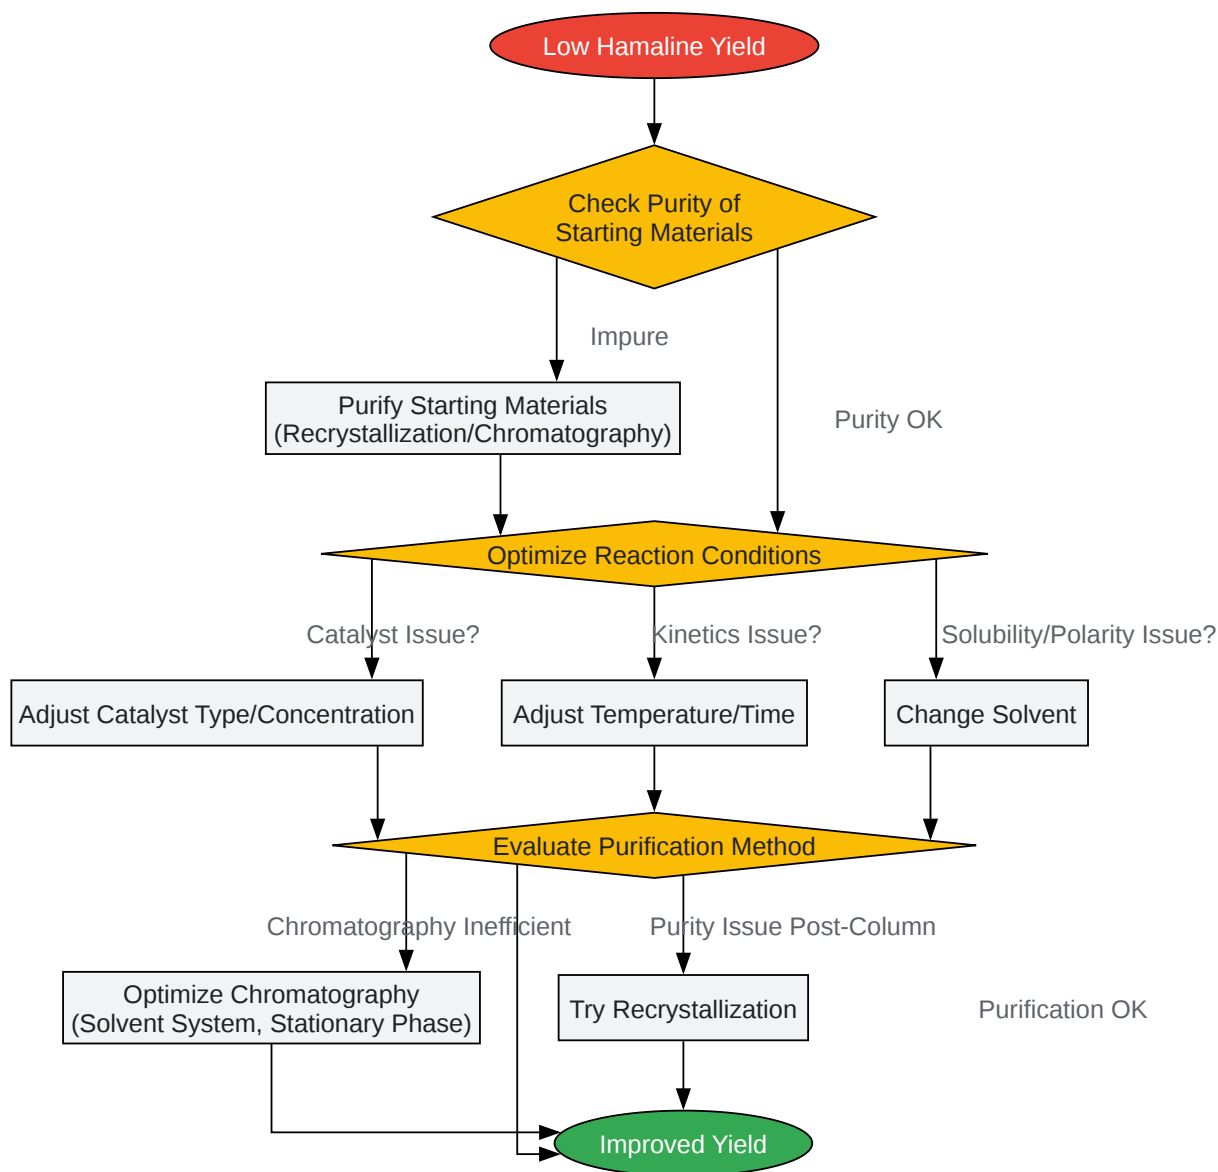 Low Hamaline Yield
Check Purity of
Starting Materials
Impure
Purify Starting Materials
(Recrystallization/Chromatography)
Purity OK
Optimize Reaction Conditions
Catalyst Issue?
Kinetics Issue?
Solubility/Polarity Issue?
Adjust Catalyst Type/Concentration
Adjust Temperature/Time
Change Solvent
Evaluate Purification Method
Chromatography Inefficient
Purity Issue Post-Column
Optimize Chromatography
(Solvent System, Stationary Phase)
Try Recrystallization
Purification OK
Improved Yield